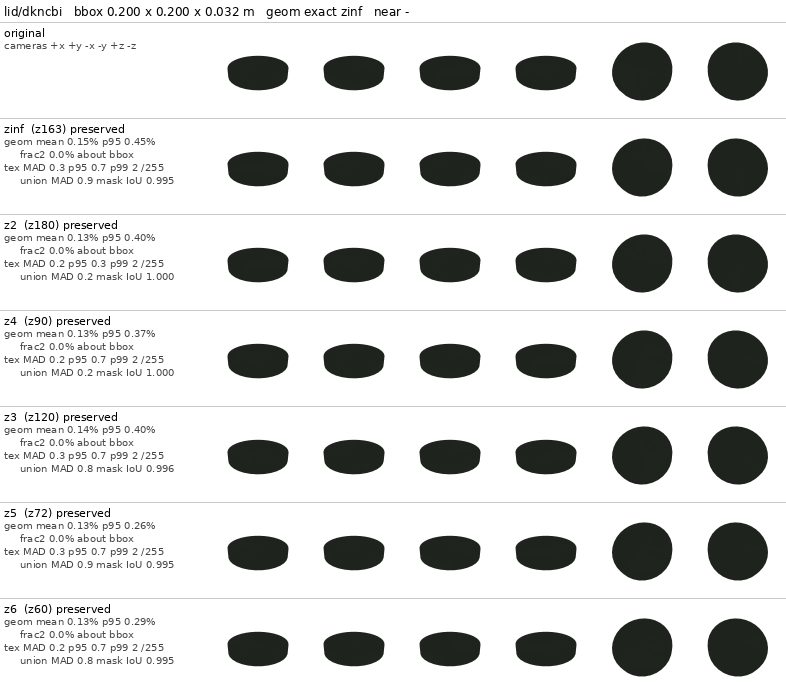 lid/dkncbi bbox 0.200 x 0.200 x 0.032 m geom exact zinf near -
original
cameras +x +y -x -y +z -z
zinf (z163) preserved
geom mean 0.15% p95 0.45%
frac2 0.0% about bbox
tex MAD 0.3 p95 0.7 p99 2 /255
union MAD 0.9 mask IoU 0.995
z2 (z180) preserved
geom mean 0.13% p95 0.40%
frac2 0.0% about bbox
tex MAD 0.2 p95 0.3 p99 2 /255
union MAD 0.2 mask IoU 1.000
z4 (z90) preserved
geom mean 0.13% p95 0.37%
frac2 0.0% about bbox
tex MAD 0.2 p95 0.7 p99 2 /255
union MAD 0.2 mask IoU 1.000
z3 (z120) preserved
geom mean 0.14% p95 0.40%
frac2 0.0% about bbox
tex MAD 0.3 p95 0.7 p99 2 /255
union MAD 0.8 mask IoU 0.996
z5 (z72) preserved
geom mean 0.13% p95 0.26%
frac2 0.0% about bbox
tex MAD 0.3 p95 0.7 p99 2 /255
union MAD 0.9 mask IoU 0.995
z6 (z60) preserved
geom mean 0.13% p95 0.29%
frac2 0.0% about bbox
tex MAD 0.2 p95 0.7 p99 2 /255
union MAD 0.8 mask IoU 0.995